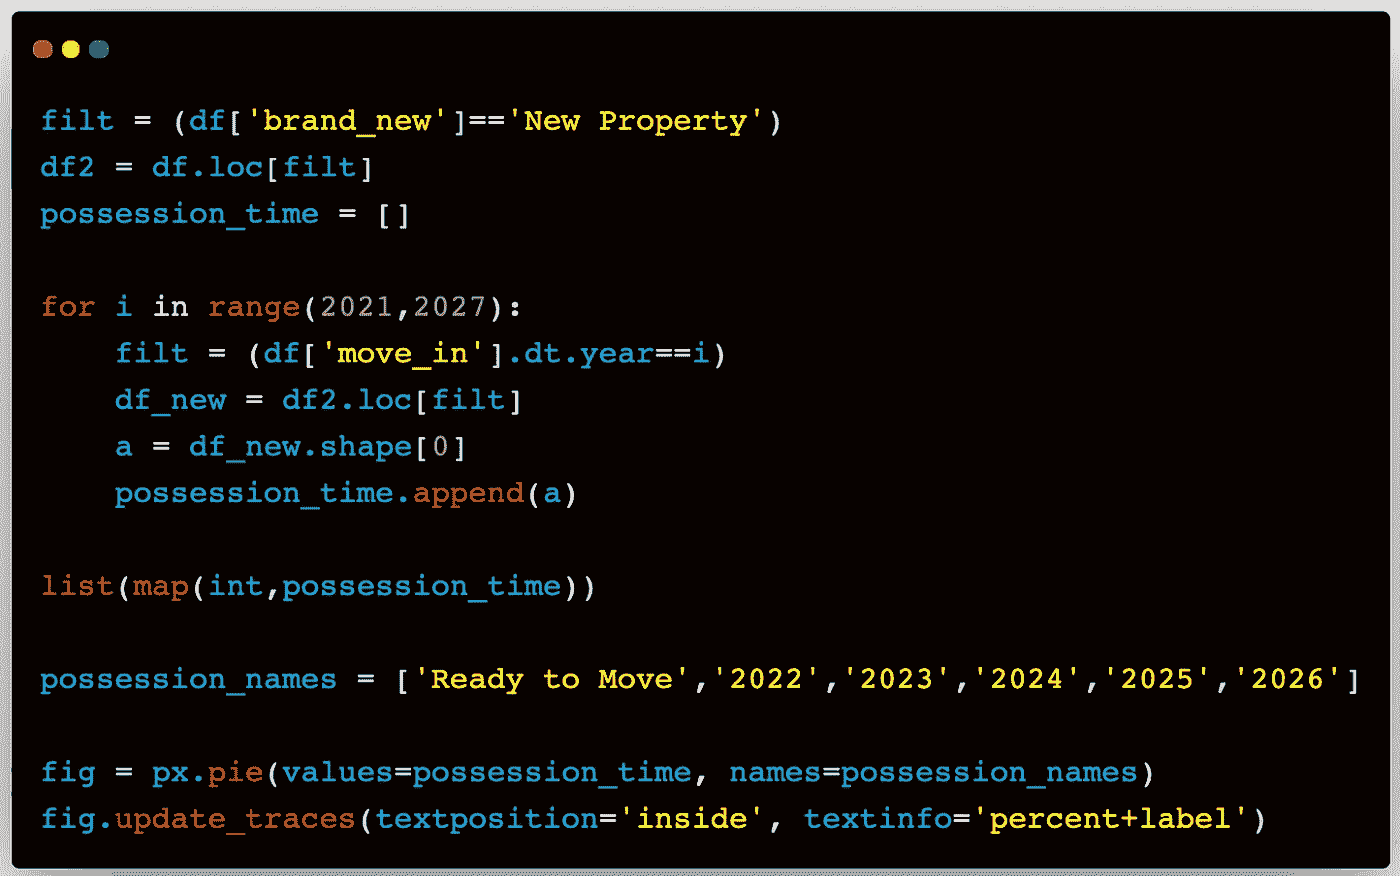 filt = (df['brand_new']=='New Property')
df2 = df.loc[filt]
possession_time = []
for i in range(2021,2027):
    filt = (df['move_in'].dt.year==i)
    df_new = df2.loc[filt]
    a = df_new.shape[0]
    possession_time.append(a)
list(map(int,possession_time))
possession_names = ['Ready to Move','2022','2023','2024','2025','2026']
fig = px.pie(values=possession_time, names=possession_names)
fig.update_traces(textposition='inside', textinfo='percent+label')